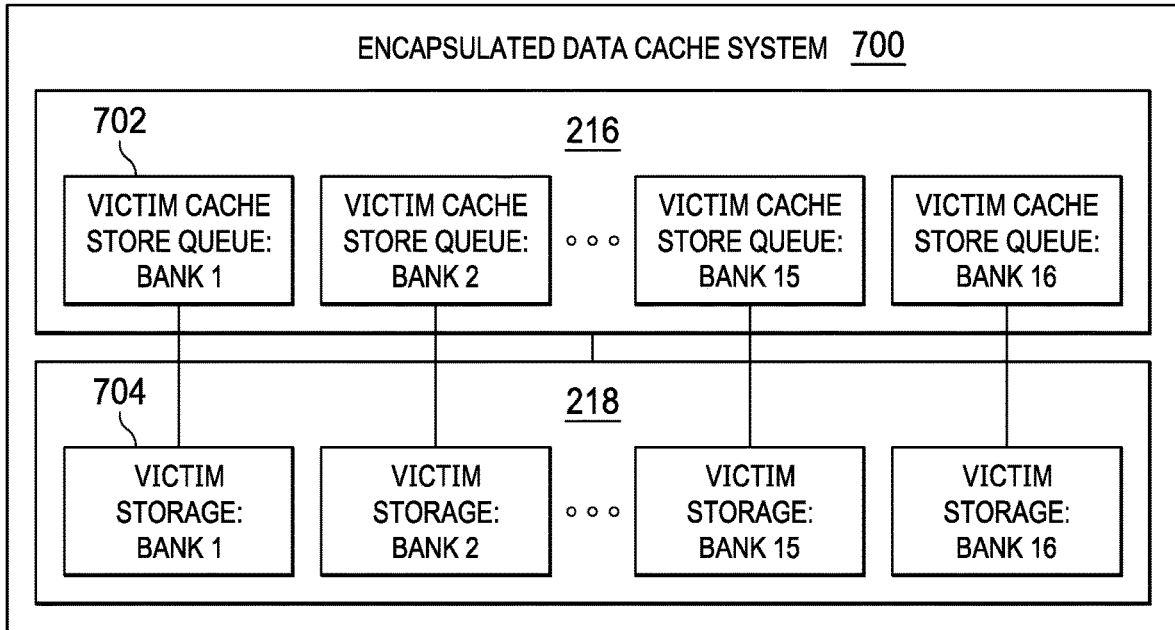 ENCAPSULATED DATA CACHE SYSTEM 700
702
216
VICTIM CACHE
STORE QUEUE:
BANK 1
VICTIM CACHE
STORE QUEUE:
BANK 2
VICTIM CACHE
STORE QUEUE:
BANK 15
VICTIM CACHE
STORE QUEUE:
BANK 16
704
218
VICTIM
STORAGE:
BANK 1
VICTIM
STORAGE:
BANK 2
VICTIM
STORAGE:
BANK 15
VICTIM
STORAGE:
BANK 16